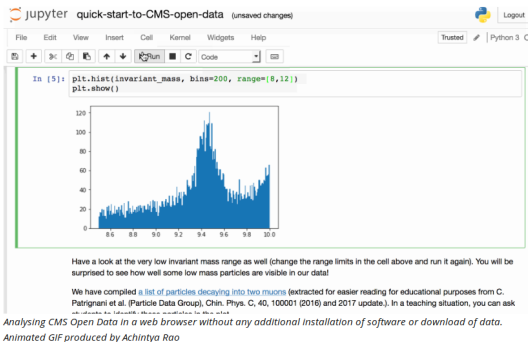 jupyter quick-start-to-CMS-open-data (unsaved changes) Logout
File Edit View Insert Cell Kernel Widgets Help Trusted Python 3
Run Code
In [5]: plt.hist(invariant_mass, bins=200, range=[8,12])
plt.show()
120
100
80
60
40
20
0
8.6 8.8 9.0 9.2 9.4 9.6 9.8 10.0
Have a look at the very low invariant mass range as well (change the range limits in the cell above and run it again). You will be
surprised to see how well some low mass particles are visible in our data!
We have compiled a list of particles decaying into two muons (extracted for easier reading for educational purposes from C.
Patrignani et al. (Particle Data Group), Chin. Phys. C, 40, 100001 (2016) and 2017 update.). In a teaching situation, you can ask
Analysing CMS Open Data in a web browser without any additional installation of software or download of data.
Animated GIF produced by Achintya Rao